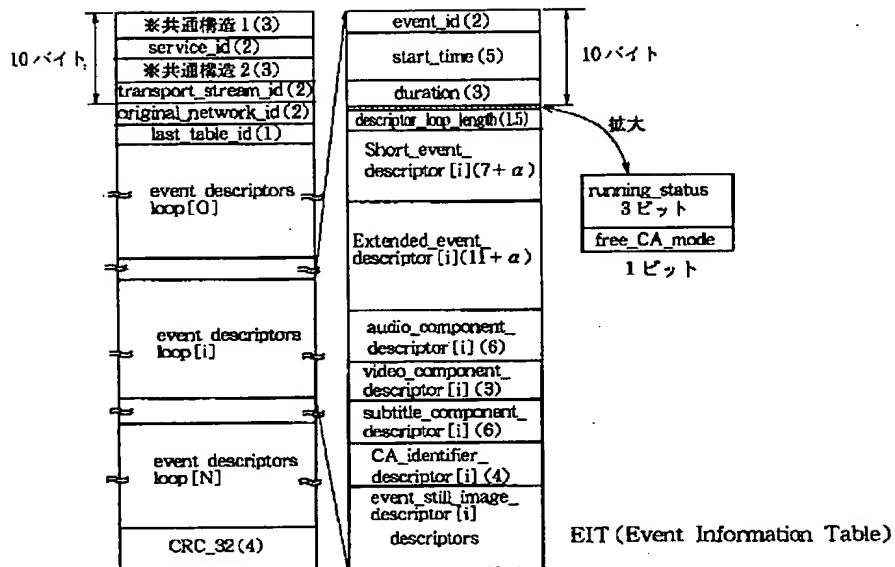 10 バイト
※共通構造1(3)
service_id(2)
※共通構造2(3)
transport_stream_id(2)
original_network_id(2)
last_table_id(1)
event descriptors
loop[0]
event descriptors
loop[i]
event descriptors
loop[N]
CRC_32(4)
event_id(2)
start_time(5)
duration(3)
descriptor_loop_length(1.5)
Short_event_
descriptor[i](7+α)
Extended_event_
descriptor[i](11+α)
audio_component_
descriptor[i](6)
video_component_
descriptor[i](3)
subtitle_component_
descriptor[i](6)
CA_identifier_
descriptor[i](4)
event_still_image_
descriptor[i]
descriptors
10バイト
拡大
running_status
3ビット
free_CA_mode
1ビット
EIT(Event Information Table)